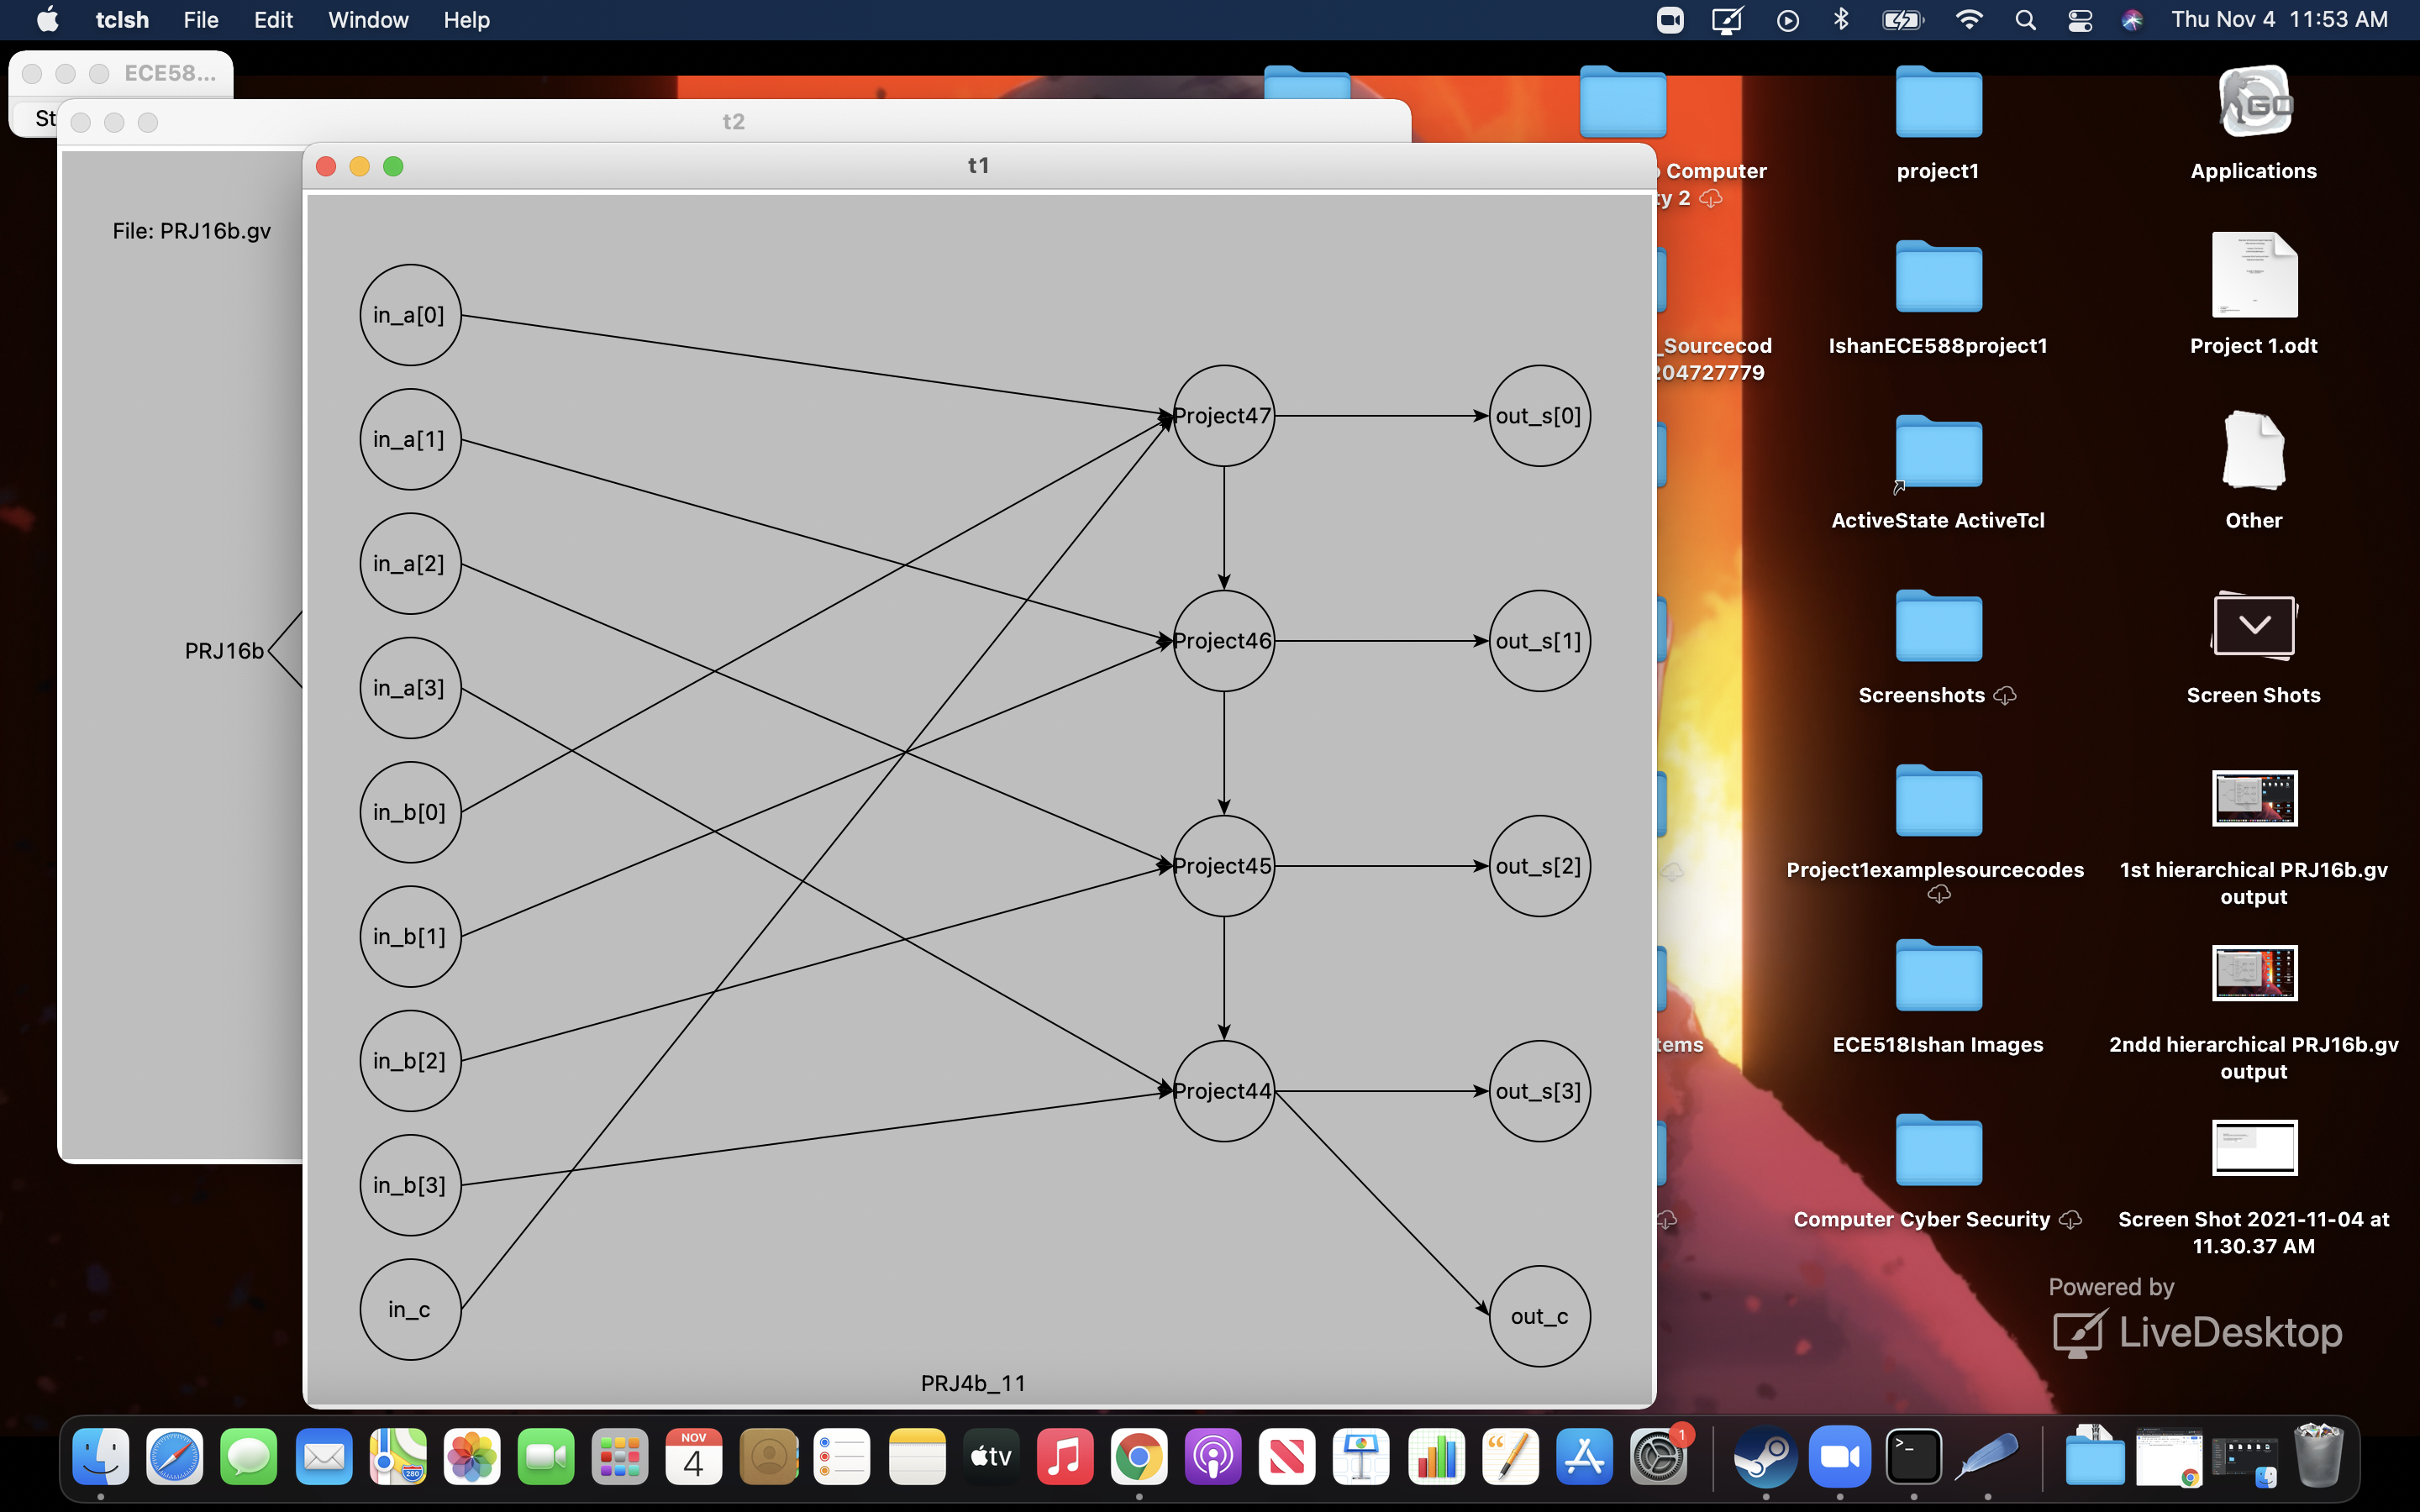 tclsh File Edit Window Help
Thu Nov 4 11:53 AM
ECE58...
St
t2
t1
File: PRJ16b.gv
PRJ16b
in_a[0]
in_a[1]
in_a[2]
in_a[3]
in_b[0]
in_b[1]
in_b[2]
in_b[3]
in_c
Project47
Project46
Project45
Project44
out_s[0]
out_s[1]
out_s[2]
out_s[3]
out_c
PRJ4b_11
Computer
ty 2
_Sourcecod
204727779
tems
project1
IshanECE588project1
ActiveState ActiveTcl
Screenshots
Project1examplesourcecodes
ECE518Ishan Images
Computer Cyber Security
GO
Applications
Project 1.odt
Other
Screen Shots
1st hierarchical PRJ16b.gv
output
2ndd hierarchical PRJ16b.gv
output
Screen Shot 2021-11-04 at
11.30.37 AM
Powered by
LiveDesktop
280
NOV
4
tv
1
>_